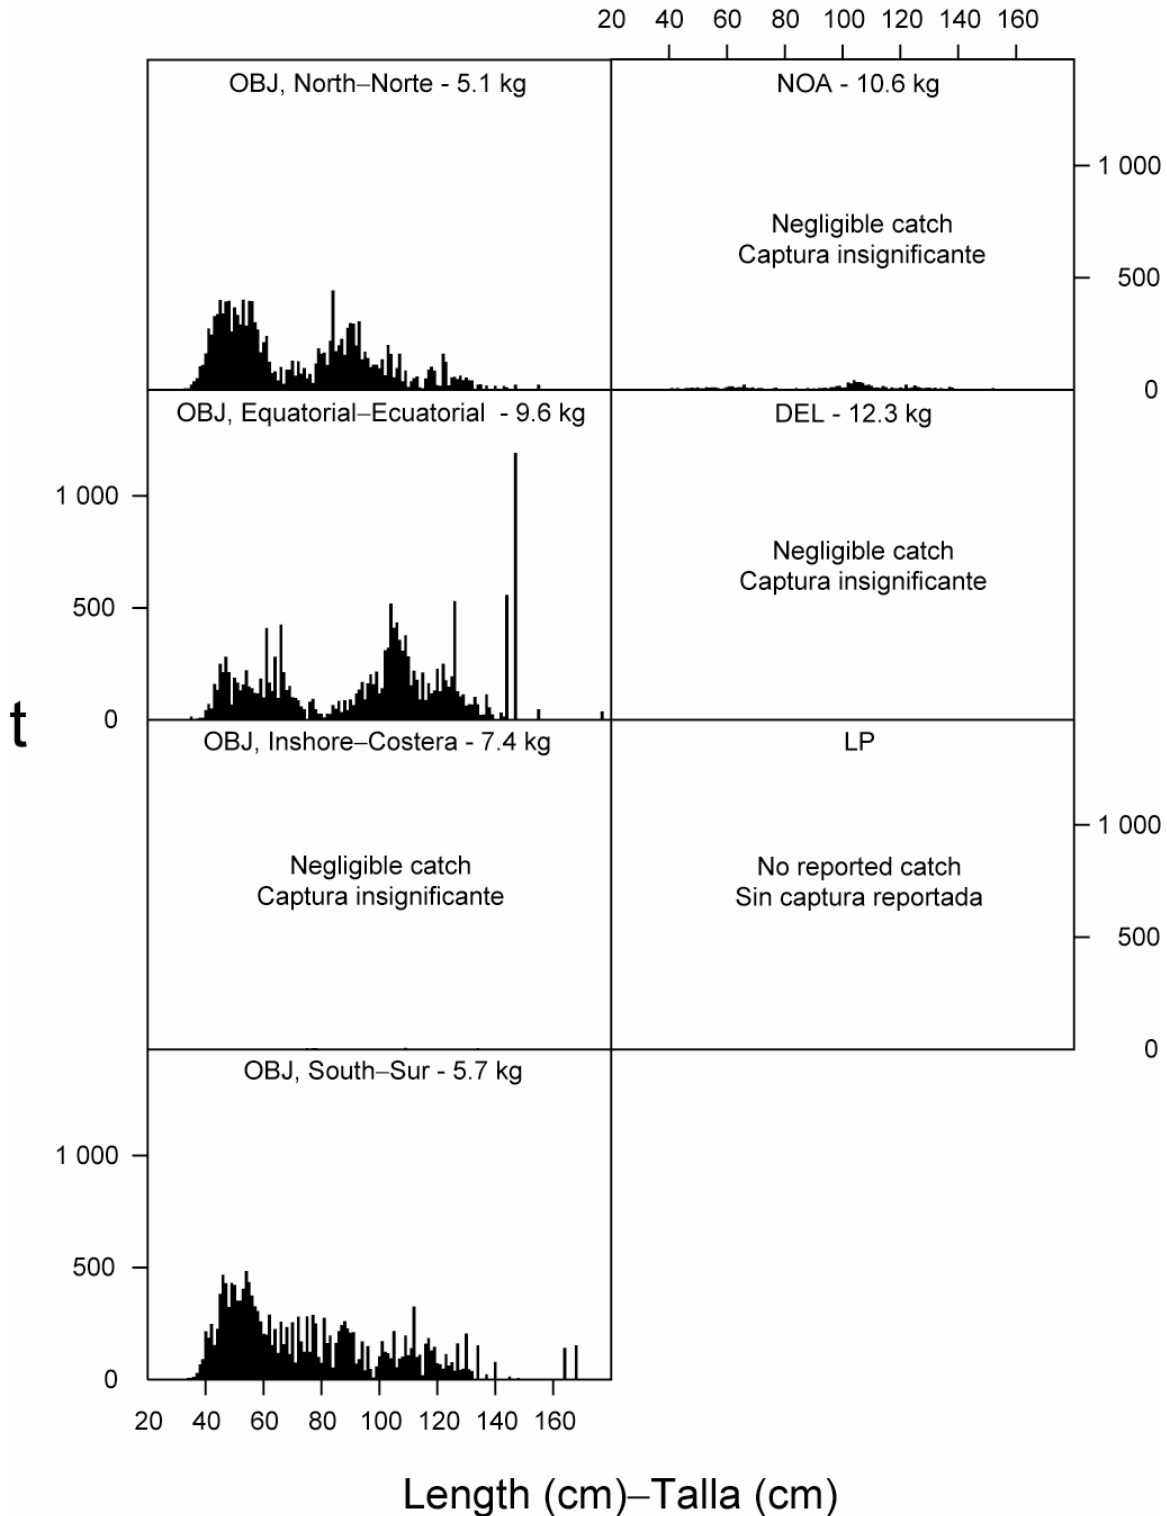 20 40 60 80 100 120 140 160
OBJ, North–Norte - 5.1 kg
NOA - 10.6 kg
1 000
Negligible catch
Captura insignificante
500
0
OBJ, Equatorial–Ecuatorial - 9.6 kg
DEL - 12.3 kg
1 000
Negligible catch
Captura insignificante
500
0
t
OBJ, Inshore–Costera - 7.4 kg
LP
1 000
Negligible catch
Captura insignificante
No reported catch
Sin captura reportada
500
0
OBJ, South–Sur - 5.7 kg
1 000
500
0
20 40 60 80 100 120 140 160
Length (cm)–Talla (cm)